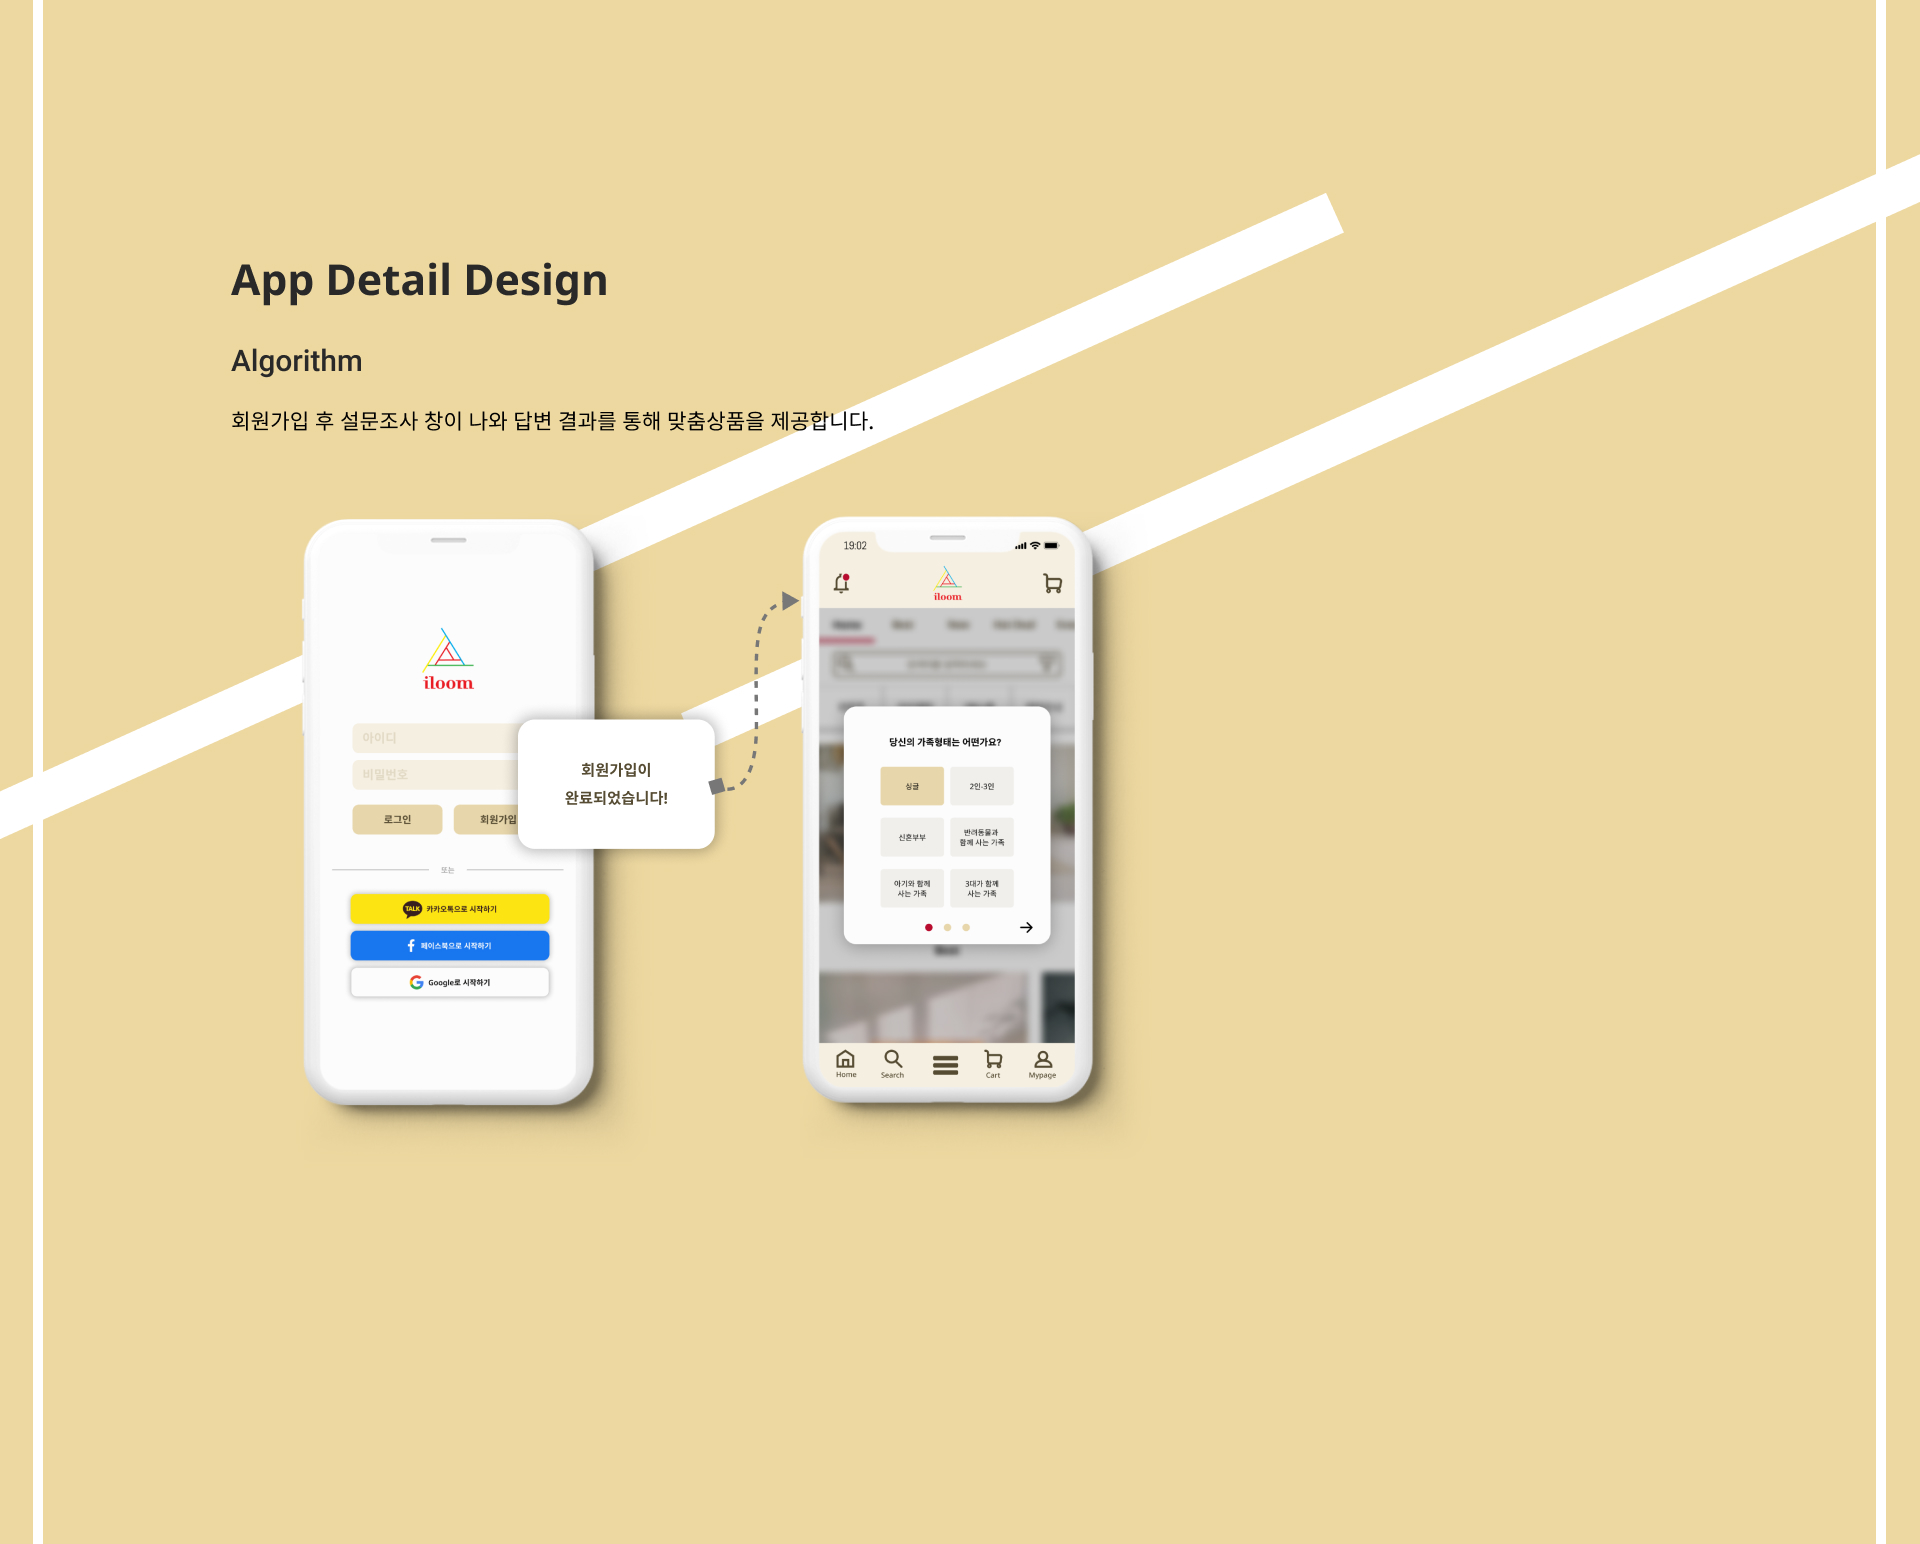 App Detail Design
Algorithm
회원가입 후 설문조사 창이 나와 답변 결과를 통해 맞춤상품을 제공합니다.
iloom
아이디
비밀번호
로그인
회원가입
또는
TALK 카카오톡으로 시작하기
페이스북으로 시작하기
Google로 시작하기
회원가입이
완료되었습니다!
19:02
iloom
Home
당신의 가족형태는 어떤가요?
싱글
2인-3인
신혼부부
반려동물과
함께 사는 가족
아기와 함께
사는 가족
3대가 함께
사는 가족
Home
Search
Cart
Mypage